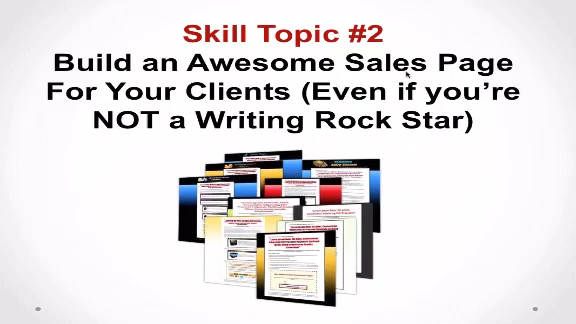 Skill Topic #2
Build an Awesome Sales Page
For Your Clients (Even if you're
NOT a Writing Rock Star)